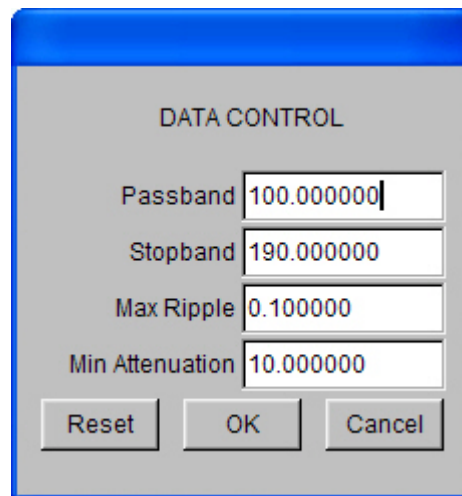 DATA CONTROL
Passband 100.000000
Stopband 190.000000
Max Ripple 0.100000
Min Attenuation 10.000000
Reset OK Cancel